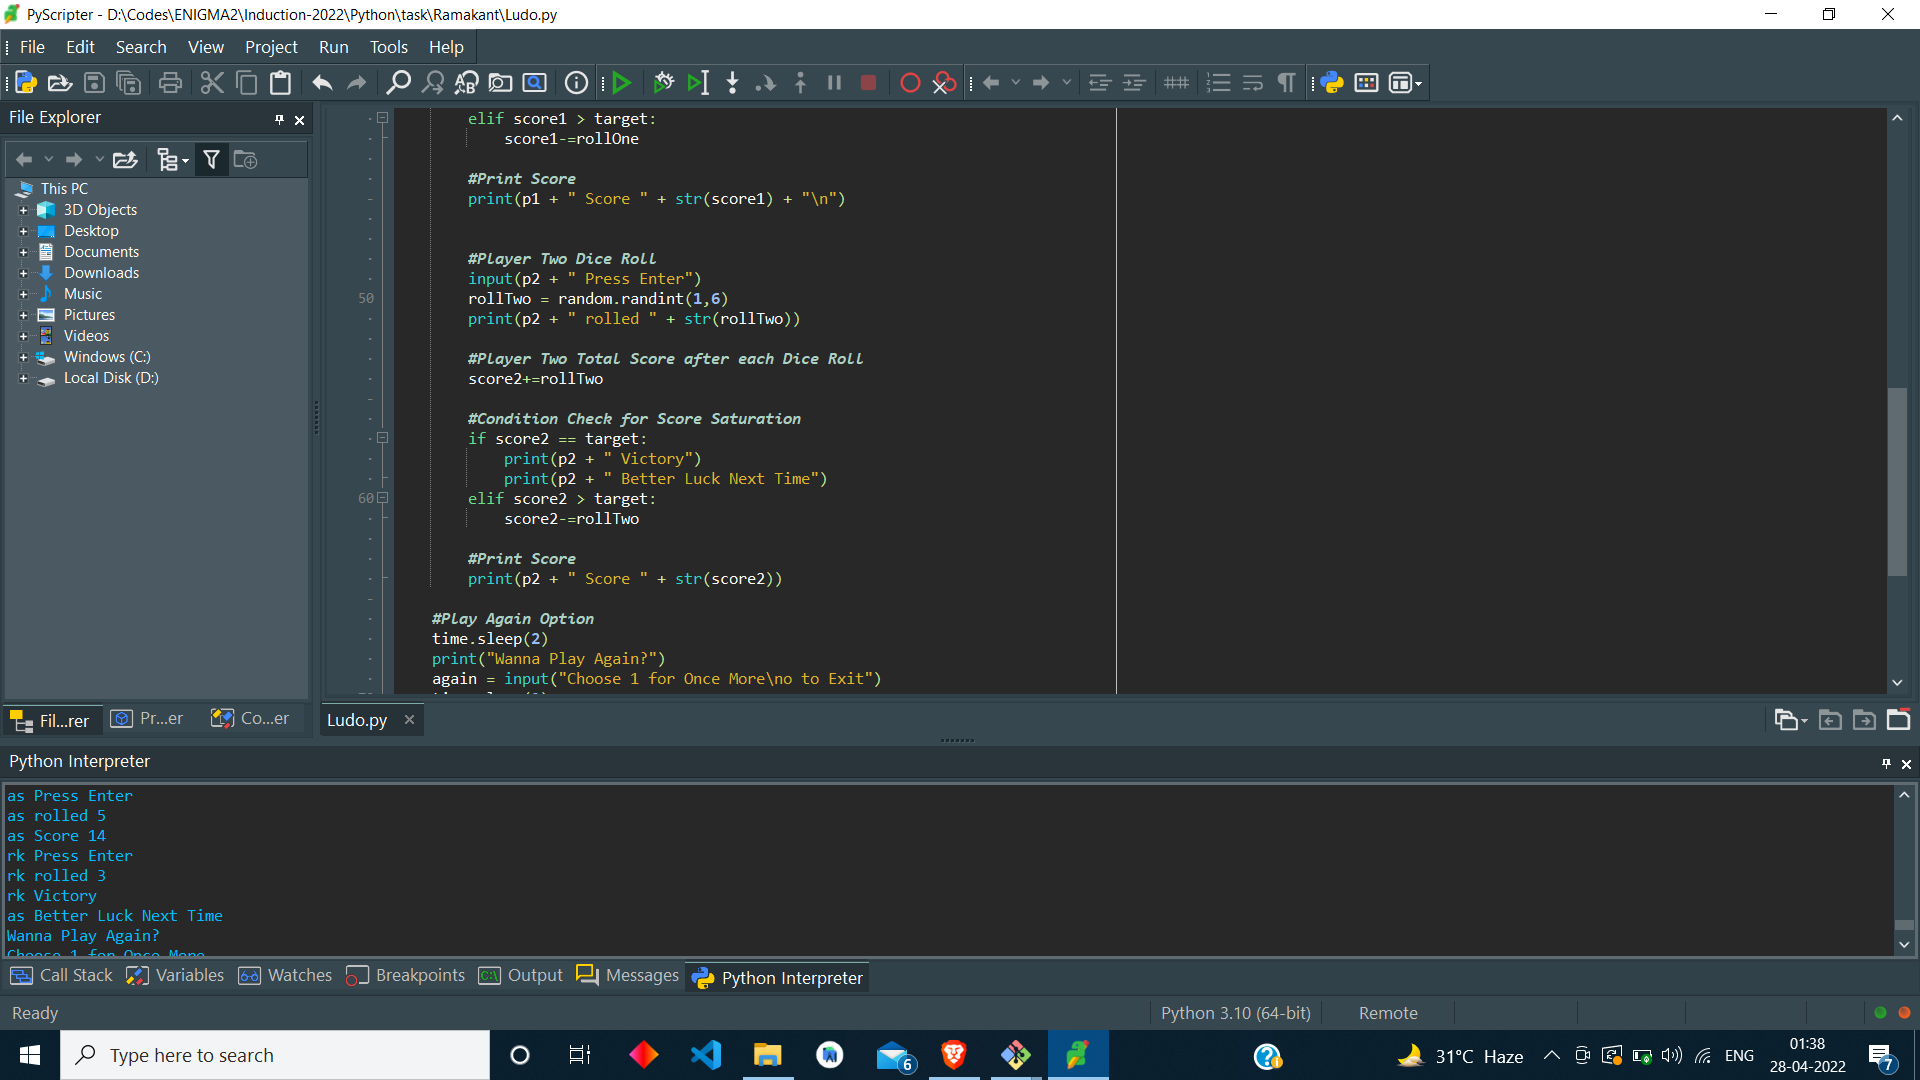 PyScripter - D:\Codes\ENIGMA2\Induction-2022\Python\task\Ramakant\Ludo.py
File Edit Search View Project Run Tools Help
File Explorer
This PC
3D Objects
Desktop
Documents
Downloads
Music
Pictures
Videos
Windows (C:)
Local Disk (D:)
Fil...rer Pr...er Co...er
elif score1 > target:
score1-=rollOne
#Print Score
print(p1 + " Score " + str(score1) + "\n")
#Player Two Dice Roll
input(p2 + " Press Enter")
50 rollTwo = random.randint(1,6)
print(p2 + " rolled " + str(rollTwo))
#Player Two Total Score after each Dice Roll
score2+=rollTwo
#Condition Check for Score Saturation
if score2 == target:
print(p2 + " Victory")
print(p2 + " Better Luck Next Time")
60 elif score2 > target:
score2-=rollTwo
#Print Score
print(p2 + " Score " + str(score2))
#Play Again Option
time.sleep(2)
print("Wanna Play Again?")
again = input("Choose 1 for Once More\no to Exit")
Ludo.py
Python Interpreter
as Press Enter
as rolled 5
as Score 14
rk Press Enter
rk rolled 3
rk Victory
as Better Luck Next Time
Wanna Play Again?
Choose 1 for Once More
Call Stack Variables Watches Breakpoints Output Messages Python Interpreter
Ready Python 3.10 (64-bit) Remote
Type here to search
6
31°C Haze
ENG
01:38
28-04-2022
7